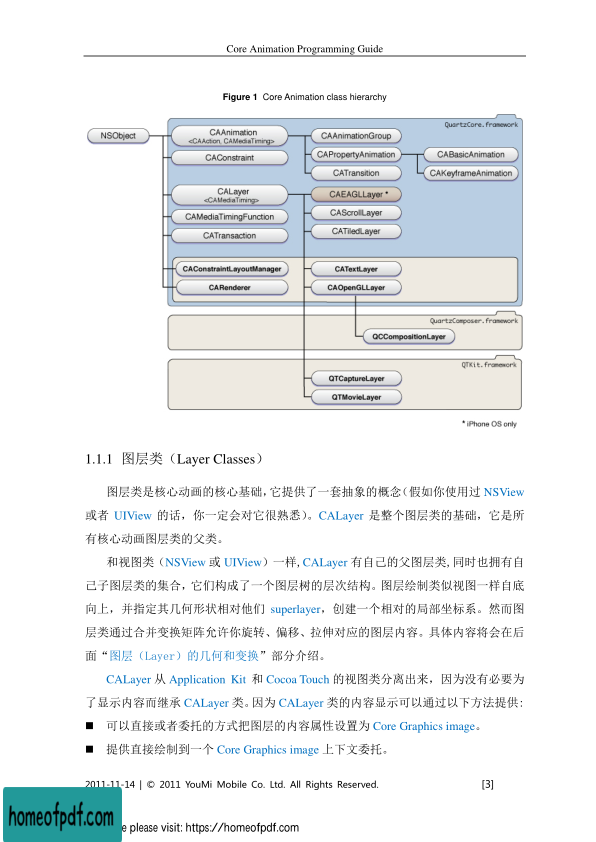 Core Animation Programming Guide
Figure 1 Core Animation class hierarchy
QuartzCore.framework
NSObject
CAAnimation
<CAAction, CAMediaTiming>
CAAnimationGroup
CAConstraint
CAPropertyAnimation
CABasicAnimation
CATransition
CAKeyframeAnimation
CALayer
<CAMediaTiming>
CAEAGLLayer *
CAMediaTimingFunction
CAScrollLayer
CATransaction
CATiledLayer
CAConstraintLayoutManager
CATextLayer
CARenderer
CAOpenGLLayer
QuartzComposer.framework
QCCompositionLayer
QTKit.framework
QTCaptureLayer
QTMovieLayer
* iPhone OS only
1.1.1 图层类（Layer Classes）
图层类是核心动画的核心基础，它提供了一套抽象的概念（假如你使用过 NSView
或者 UIView 的话，你一定会对它很熟悉）。CALayer 是整个图层类的基础，它是所
有核心动画图层类的父类。
和视图类（NSView 或 UIView）一样，CALayer 有自己的父图层类，同时也拥有自
己子图层类的集合，它们构成了一个图层树的层次结构。图层绘制类似视图一样自底
向上，并指定其几何形状相对他们 superlayer，创建一个相对的局部坐标系。然而图
层类通过合并变换矩阵允许你旋转、偏移、拉伸对应的图层内容。具体内容将会在后
面“图层（Layer）的几何和变换”部分介绍。
CALayer 从 Application Kit 和 Cocoa Touch 的视图类分离出来，因为没有必要为
了显示内容而继承 CALayer 类。因为 CALayer 类的内容显示可以通过以下方法提供：
■ 可以直接或者委托的方式把图层的内容属性设置为 Core Graphics image。
■ 提供直接绘制到一个 Core Graphics image 上下文委托。
2011-11-14 | © 2011 YouMi Mobile Co. Ltd. All Rights Reserved. [3]
homeofpdf.com
e please visit: https://homeofpdf.com